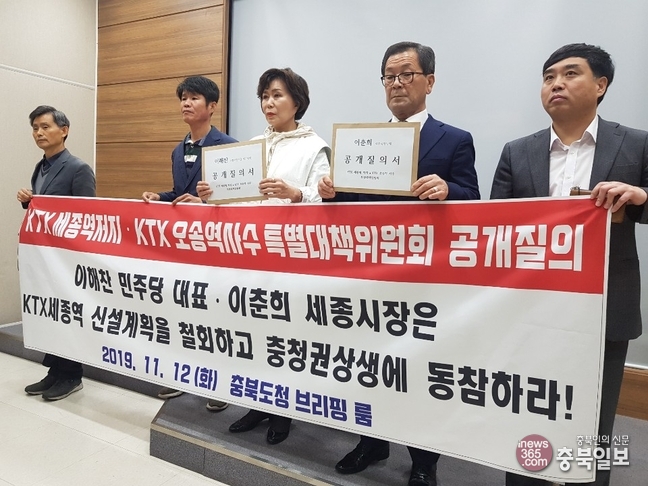 이해찬
공개질의서
이춘희
공개질의서
KTX세종역저지·KTX오송역사수 특별대책위원회 공개질의
이해찬 민주당 대표·이춘희 세종시장은
KTX세종역 신설계획을 철회하고 충청권상생에 동참하라!
2019. 11. 12(화) 충북도청 브리핑 룸
inews
365.com
충북인의 신문
충북일보